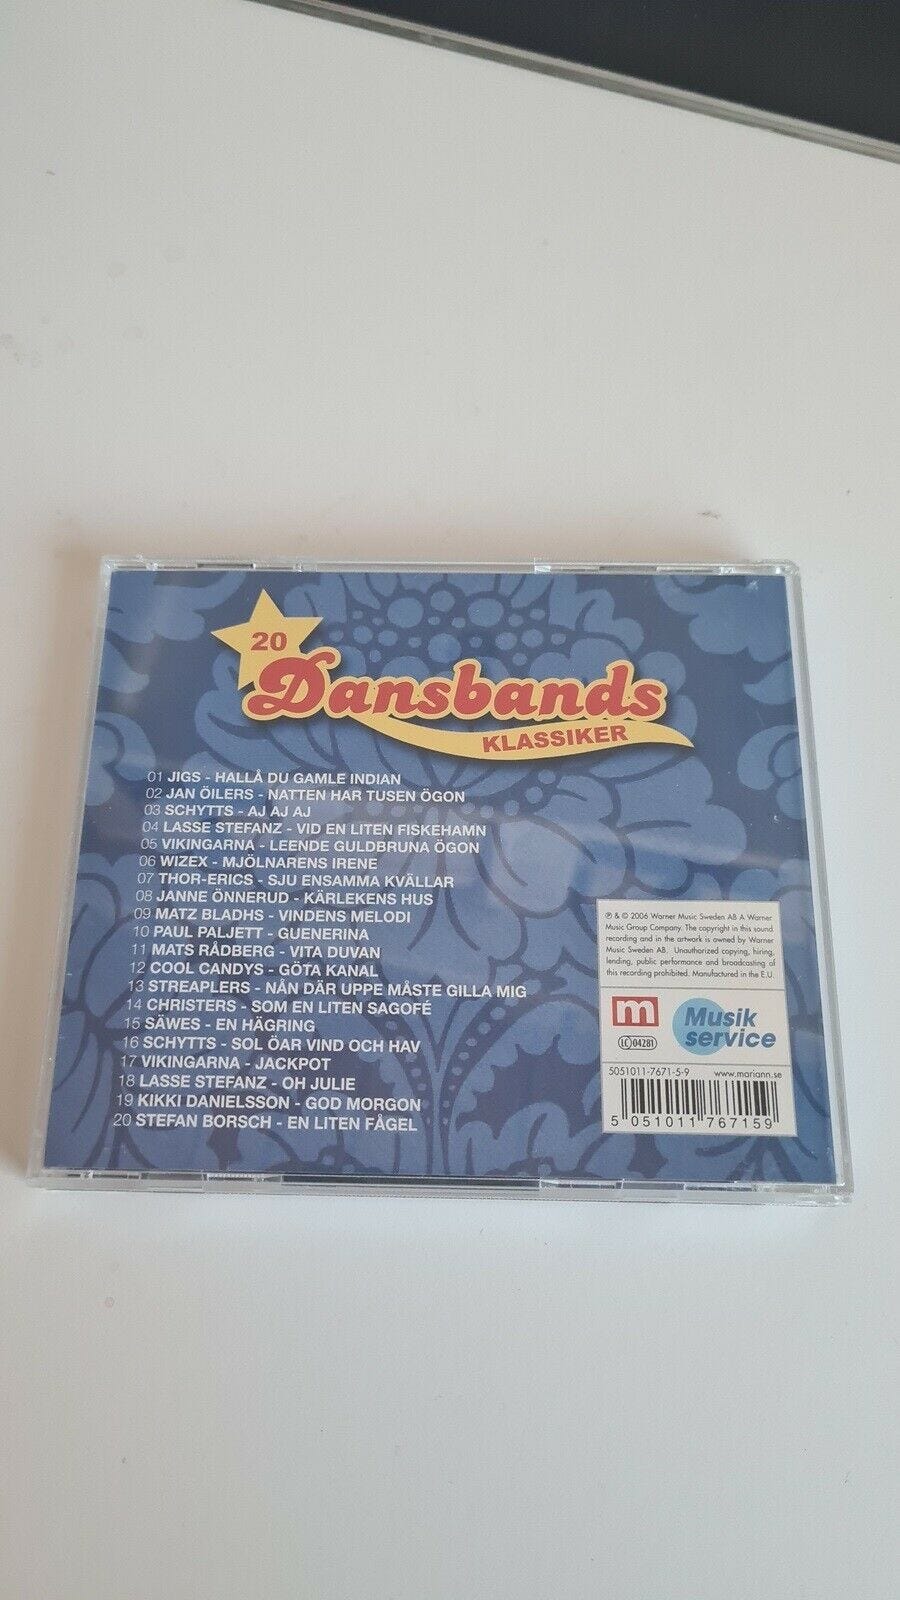 20
Dansbands
KLASSIKER
01 JIGS - HALLÅ DU GAMLE INDIAN
02 JAN ÖILERS - NATTEN HAR TUSEN ÖGON
03 SCHYTTS - AJ AJ AJ
04 LASSE STEFANZ - VID EN LITEN FISKEHAMN
05 VIKINGARNA - LEENDE GULDBRUNA ÖGON
06 WIZEX - MJÖLNARENS IRENE
07 THOR-ERICS - SJU ENSAMMA KVÄLLAR
08 JANNE ÖNNERUD - KÄRLEKENS HUS
09 MATZ BLADHS - VINDENS MELODI
10 PAUL PALJETT - GUENERINA
11 MATS RÅDBERG - VITA DUVAN
12 COOL CANDYS - GÖTA KANAL
13 STREAPLERS - NÅN DÄR UPPE MÅSTE GILLA MIG
14 CHRISTERS - SOM EN LITEN SAGOFÉ
15 SÄWES - EN HÄGRING
16 SCHYTTS - SOL ÖAR VIND OCH HAV
17 VIKINGARNA - JACKPOT
18 LASSE STEFANZ - OH JULIE
19 KIKKI DANIELSSON - GOD MORGON
20 STEFAN BORSCH - EN LITEN FÅGEL
℗ & © 2006 Warner Music Sweden AB A Warner
Music Group Company. The copyright in this sound
recording and in the artwork is owned by Warner
Music Sweden AB. Unauthorized copying, hiring,
lending, public performance and broadcasting of
this recording prohibited. Manufactured in the E.U.
m
LC 04281
Musik
service
5051011-7671-5-9 www.mariann.se
5 051011 767159